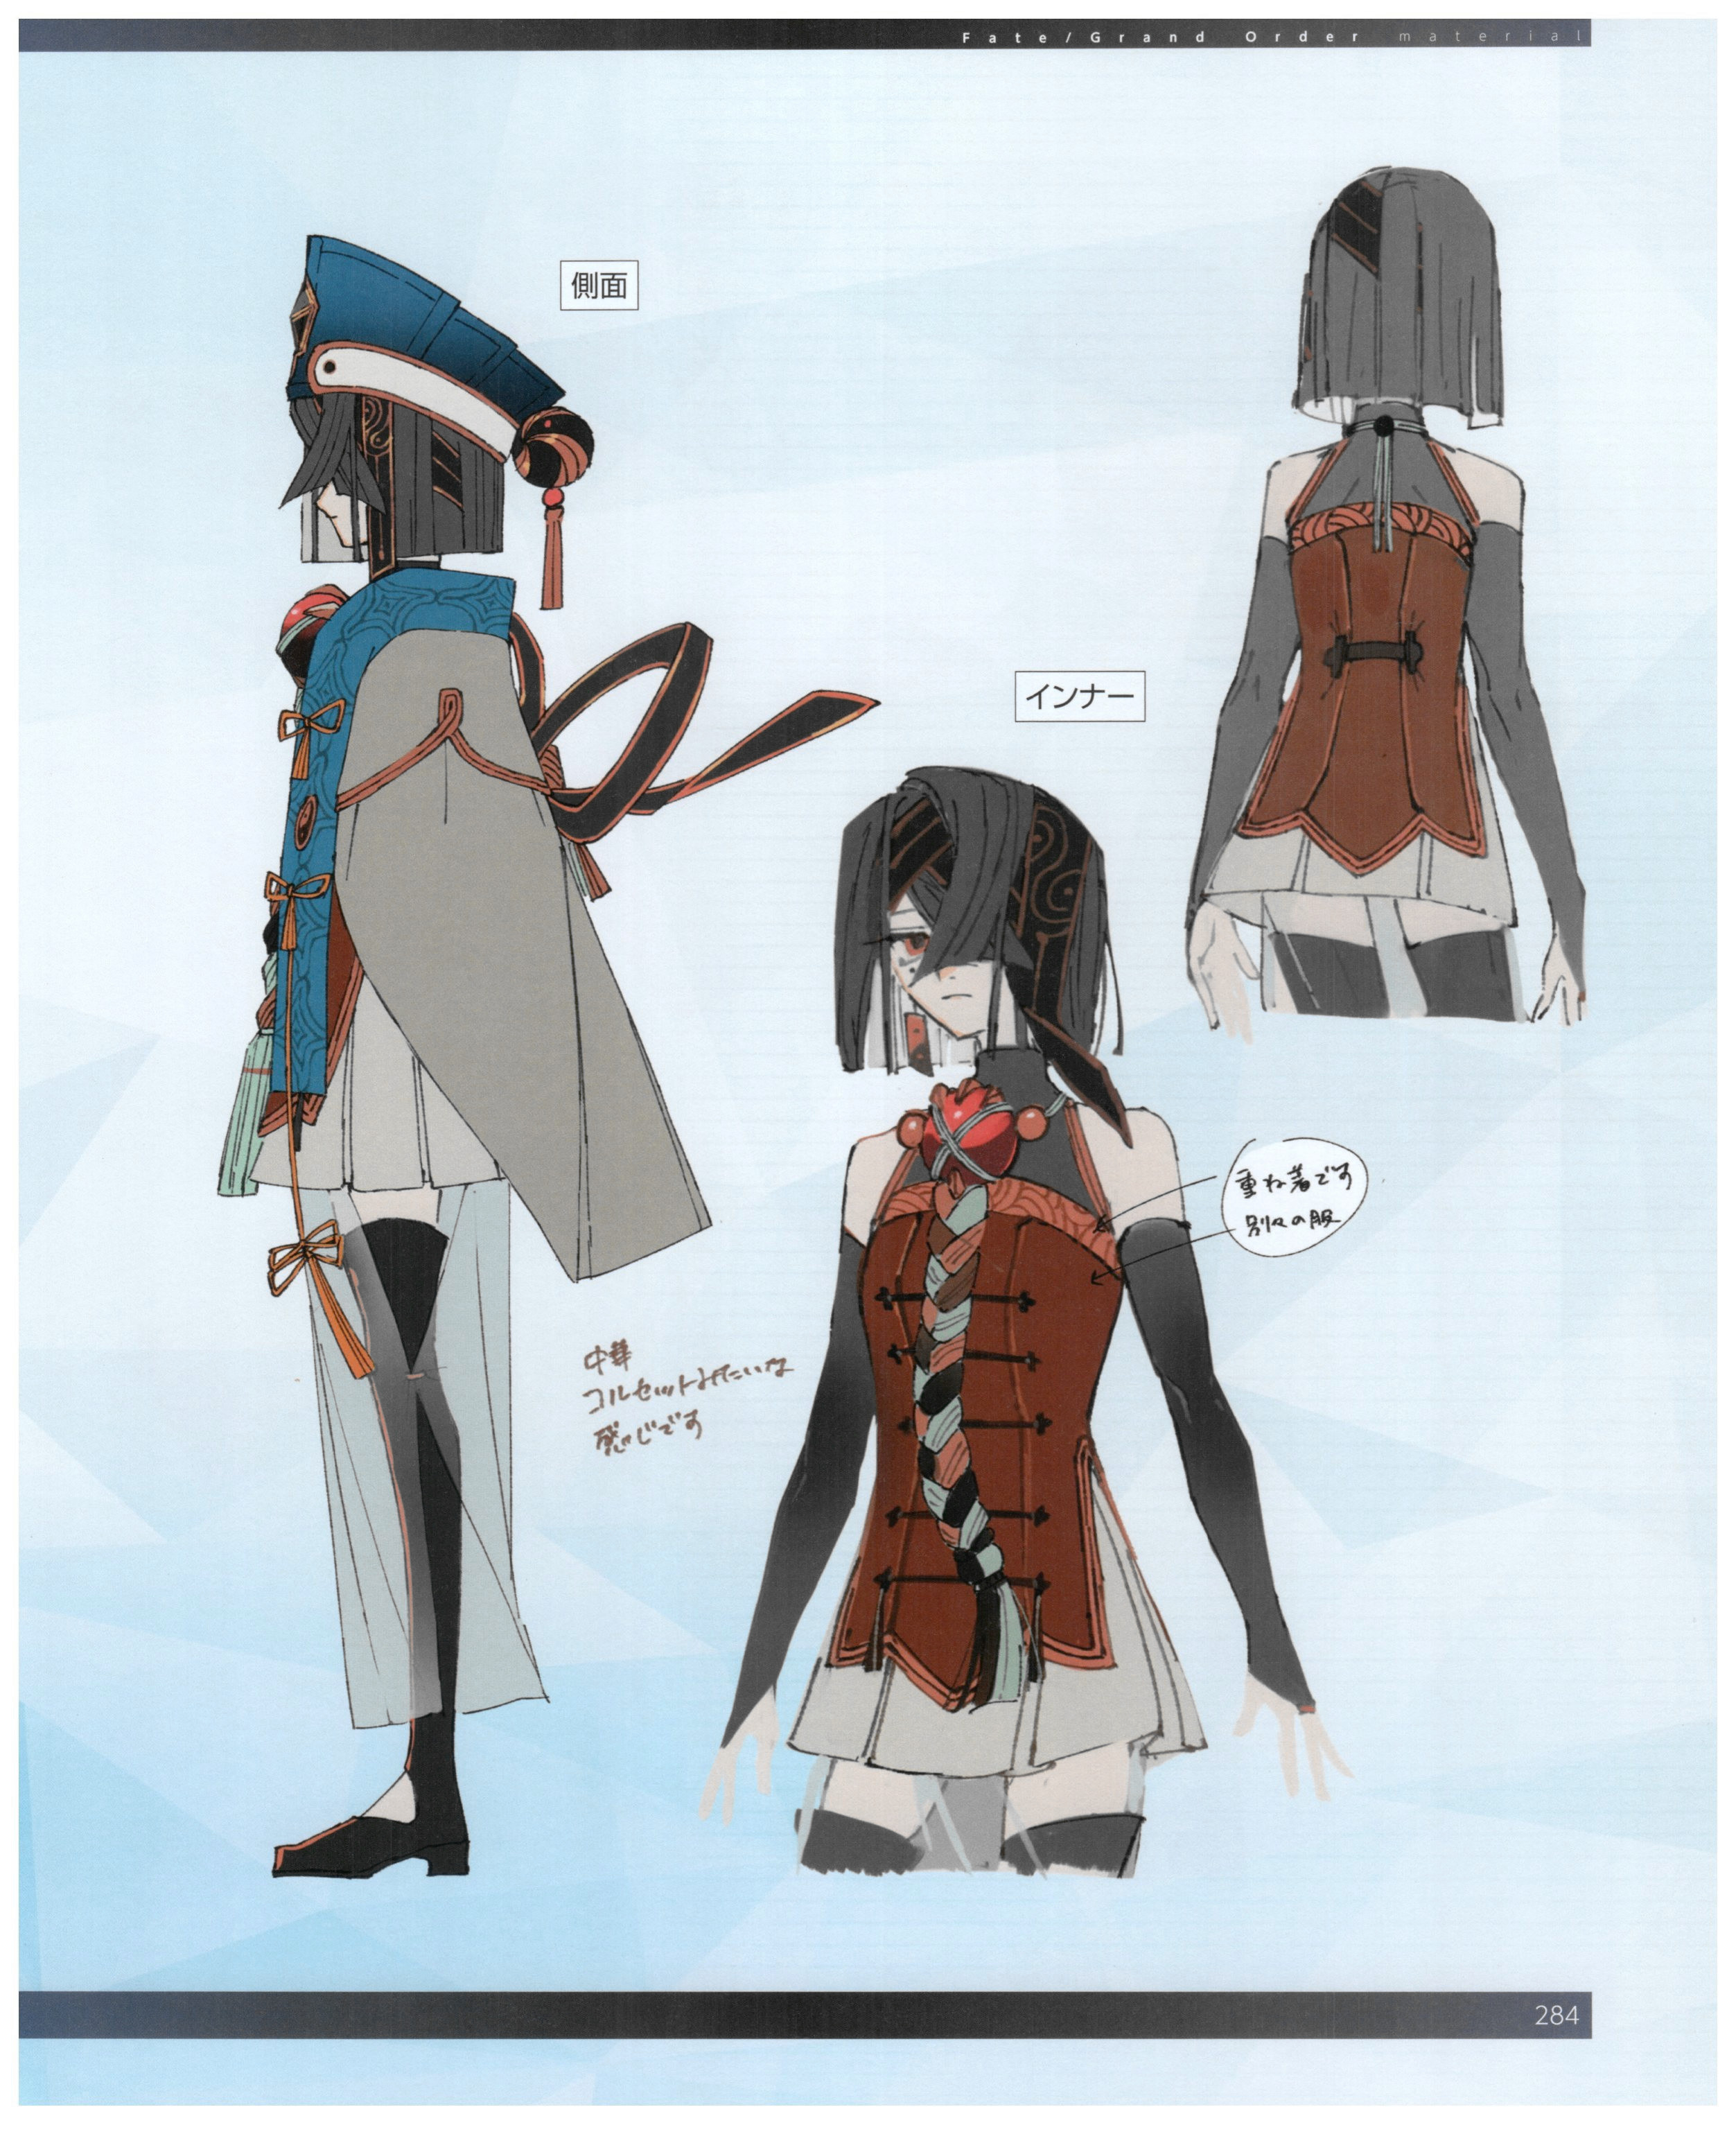 Fate/Grand Order material
側面
インナー
重ね着です
別々の服
中華
コルセットみたいな
感じです
284